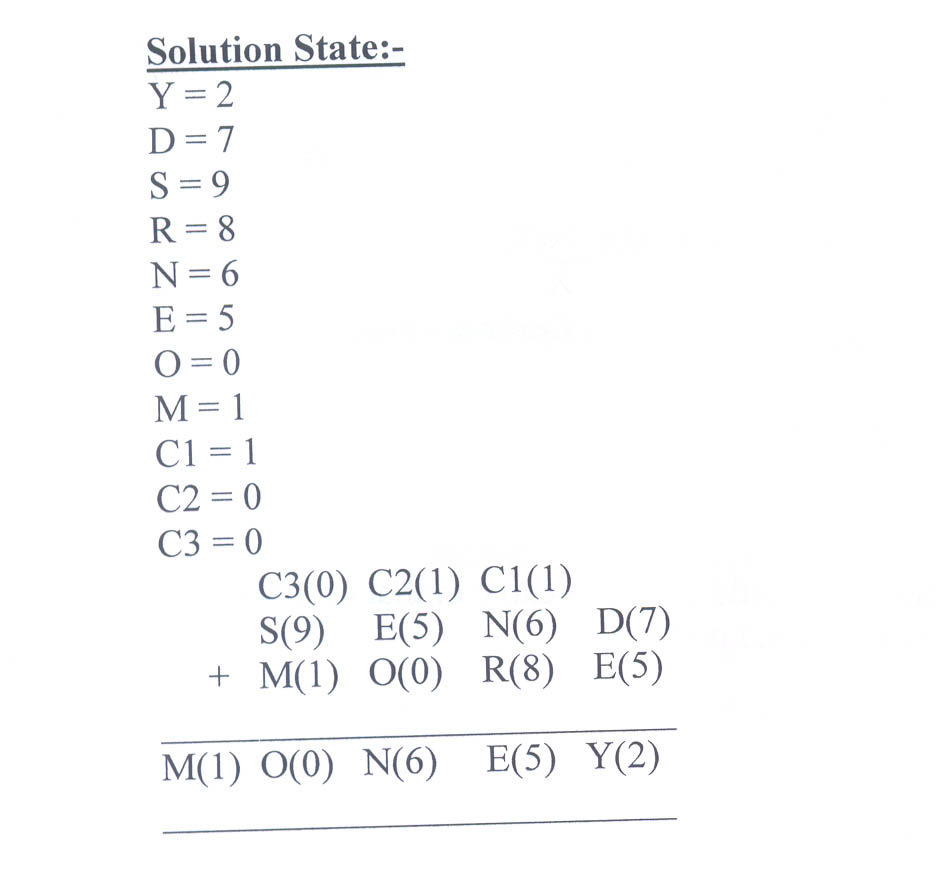 Solution State:-
Y = 2
D = 7
S = 9
R = 8
N = 6
E = 5
O = 0
M = 1
C1 = 1
C2 = 0
C3 = 0
C3(0) C2(1) C1(1)
S(9) E(5) N(6) D(7)
+ M(1) O(0) R(8) E(5)
M(1) O(0) N(6) E(5) Y(2)